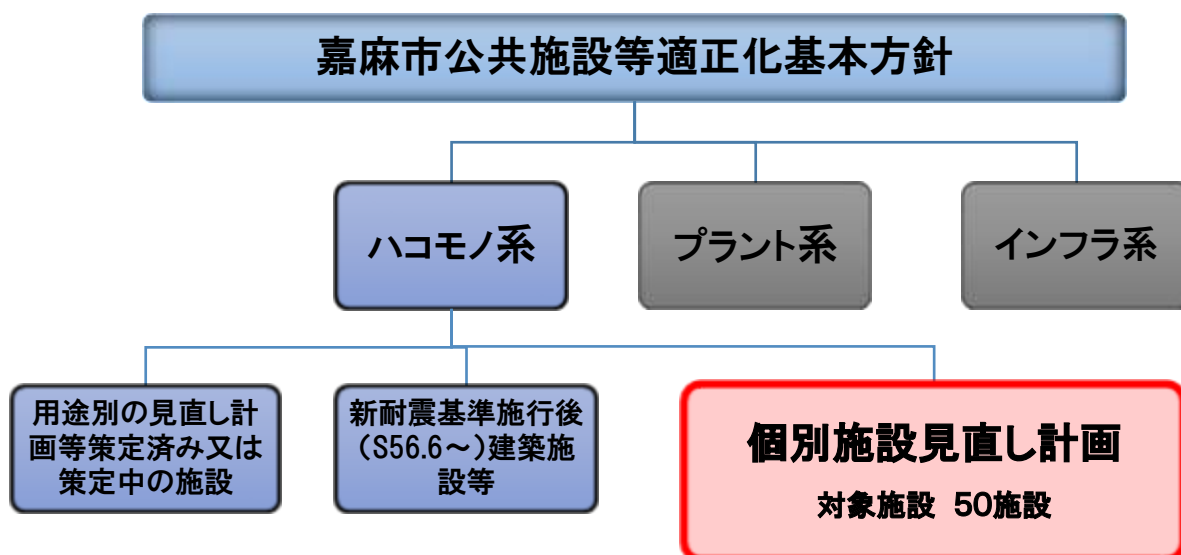 嘉麻市公共施設等適正化基本方針
ハコモノ系
プラント系
インフラ系
用途別の見直し計
画等策定済み又は
策定中の施設
新耐震基準施行後
(S56.6～)建築施
設等
個別施設見直し計画
対象施設 50施設